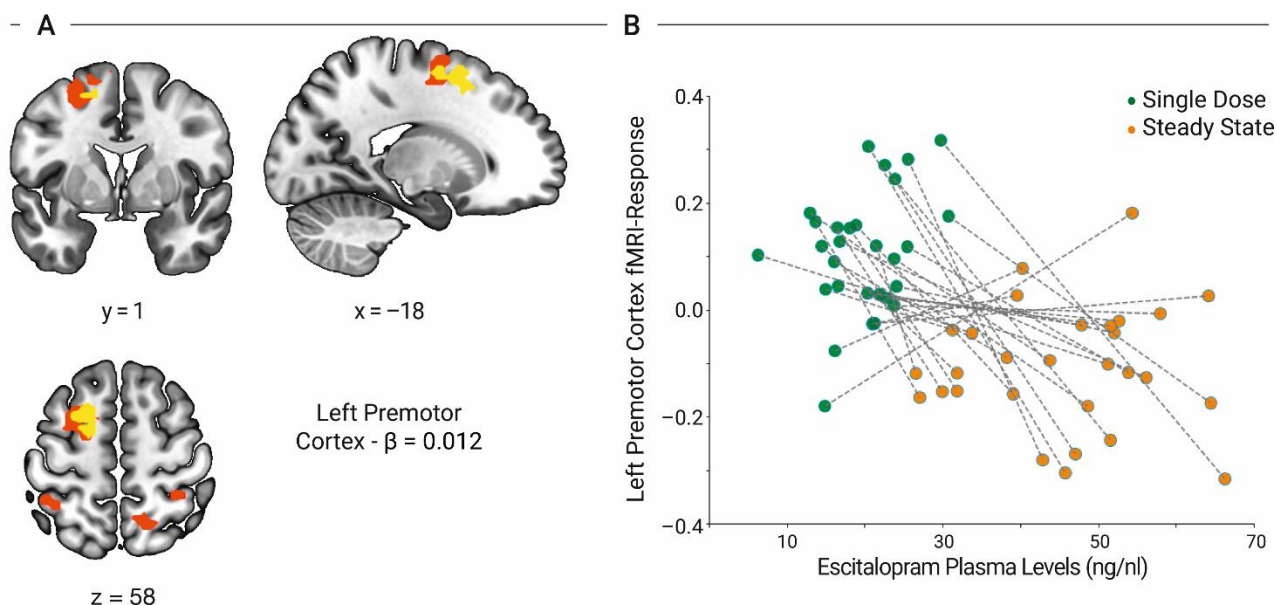 A
y = 1
x = −18
z = 58
Left Premotor
Cortex - β = 0.012
B
Left Premotor Cortex fMRI-Response
0.4
0.2
0.0
−0.2
−0.4
Single Dose
Steady State
10
30
50
70
Escitalopram Plasma Levels (ng/nl)